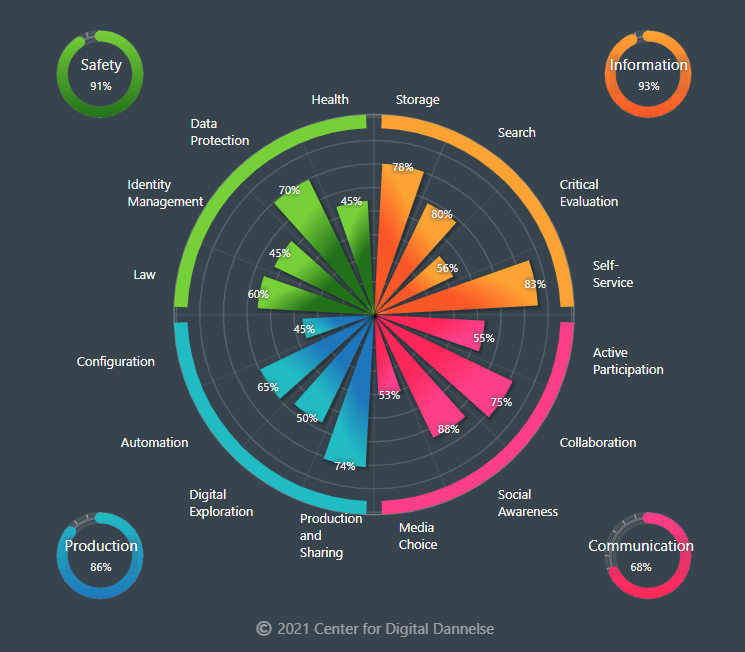 Safety
91%
Information
93%
Health
Storage
Data
Protection
Search
Identity
Management
Critical
Evaluation
Law
Self-
Service
78%
70%
45%
80%
45%
56%
60%
83%
45%
55%
65%
75%
50%
53%
88%
74%
Configuration
Active
Participation
Automation
Collaboration
Digital
Exploration
Social
Awareness
Production
and
Sharing
Media
Choice
Production
86%
Communication
68%
© 2021 Center for Digital Dannelse